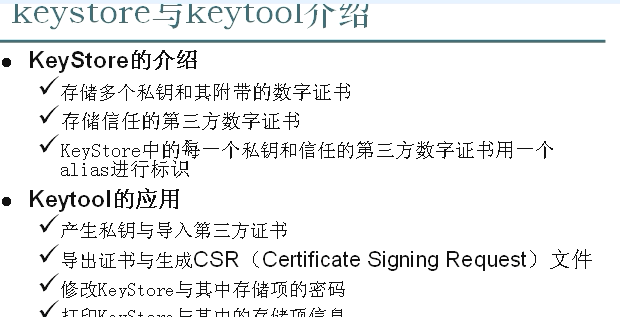 keystore与keytool介绍
KeyStore的介绍
存储多个私钥和其附带的数字证书
存储信任的第三方数字证书
KeyStore中的每一个私钥和信任的第三方数字证书用一个
alias进行标识
Keytool的应用
产生私钥与导入第三方证书
导出证书与生成CSR（Certificate Signing Request）文件
修改KeyStore与其中存储项的密码
打印KeyStore与其中的存储项信息